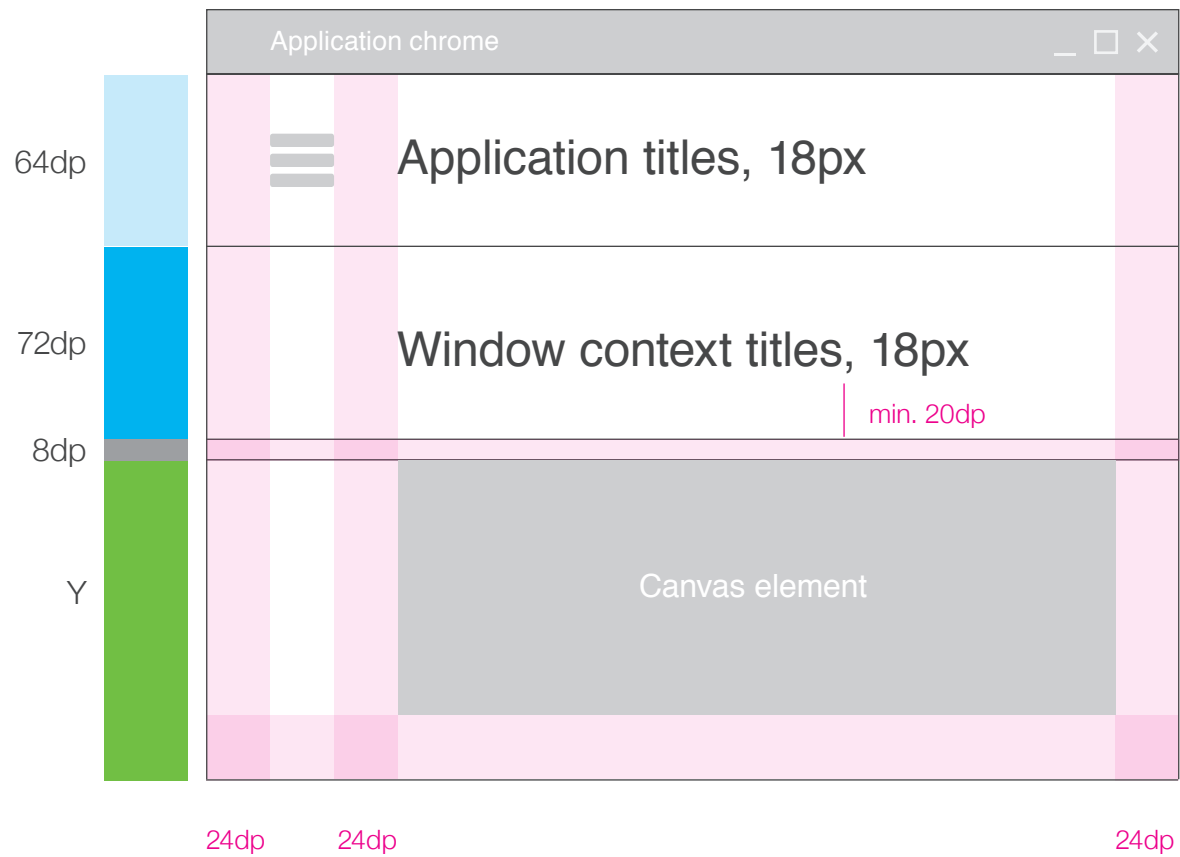 Application chrome
64dp
Application titles, 18px
72dp
Window context titles, 18px
min. 20dp
8dp
Y
Canvas element
24dp
24dp
24dp